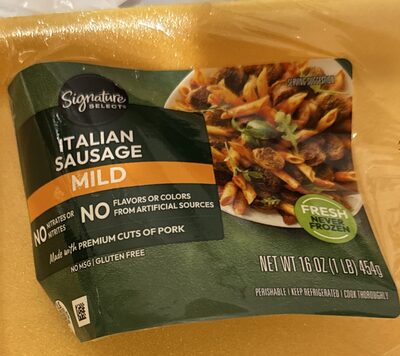 Signature
SELECT
SERVING SUGGESTION
ITALIAN
SAUSAGE
MILD
NO NITRATES OR NITRITES
NO FLAVORS OR COLORS FROM ARTIFICIAL SOURCES
Made with PREMIUM CUTS OF PORK
NO MSG | GLUTEN FREE
FRESH
NEVER
FROZEN
NET WT 16 OZ (1 LB) 454g
PERISHABLE | KEEP REFRIGERATED | COOK THOROUGHLY